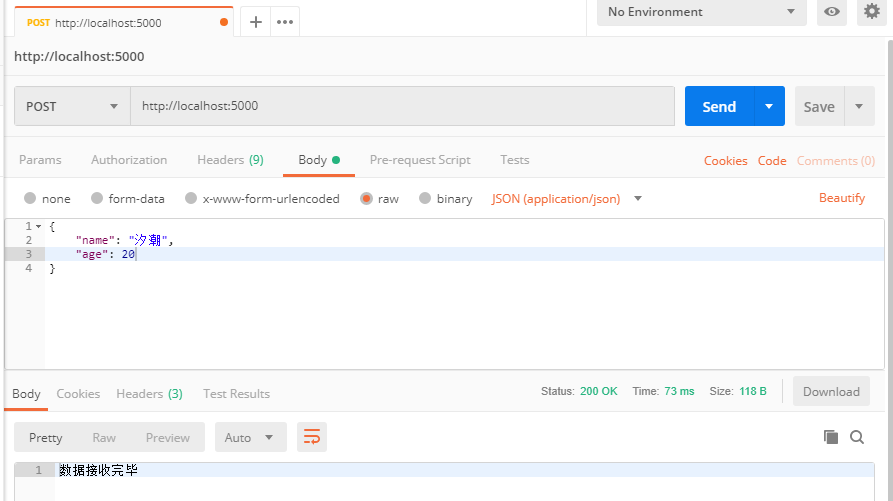 POST http://localhost:5000
No Environment
http://localhost:5000
POST http://localhost:5000 Send Save
Params Authorization Headers (9) Body Pre-request Script Tests Cookies Code Comments (0)
none form-data x-www-form-urlencoded raw binary JSON (application/json) Beautify
1 {
2 "name": "汐潮",
3 "age": 20
4 }
Body Cookies Headers (3) Test Results Status: 200 OK Time: 73 ms Size: 118 B Download
Pretty Raw Preview Auto
1 数据接收完毕